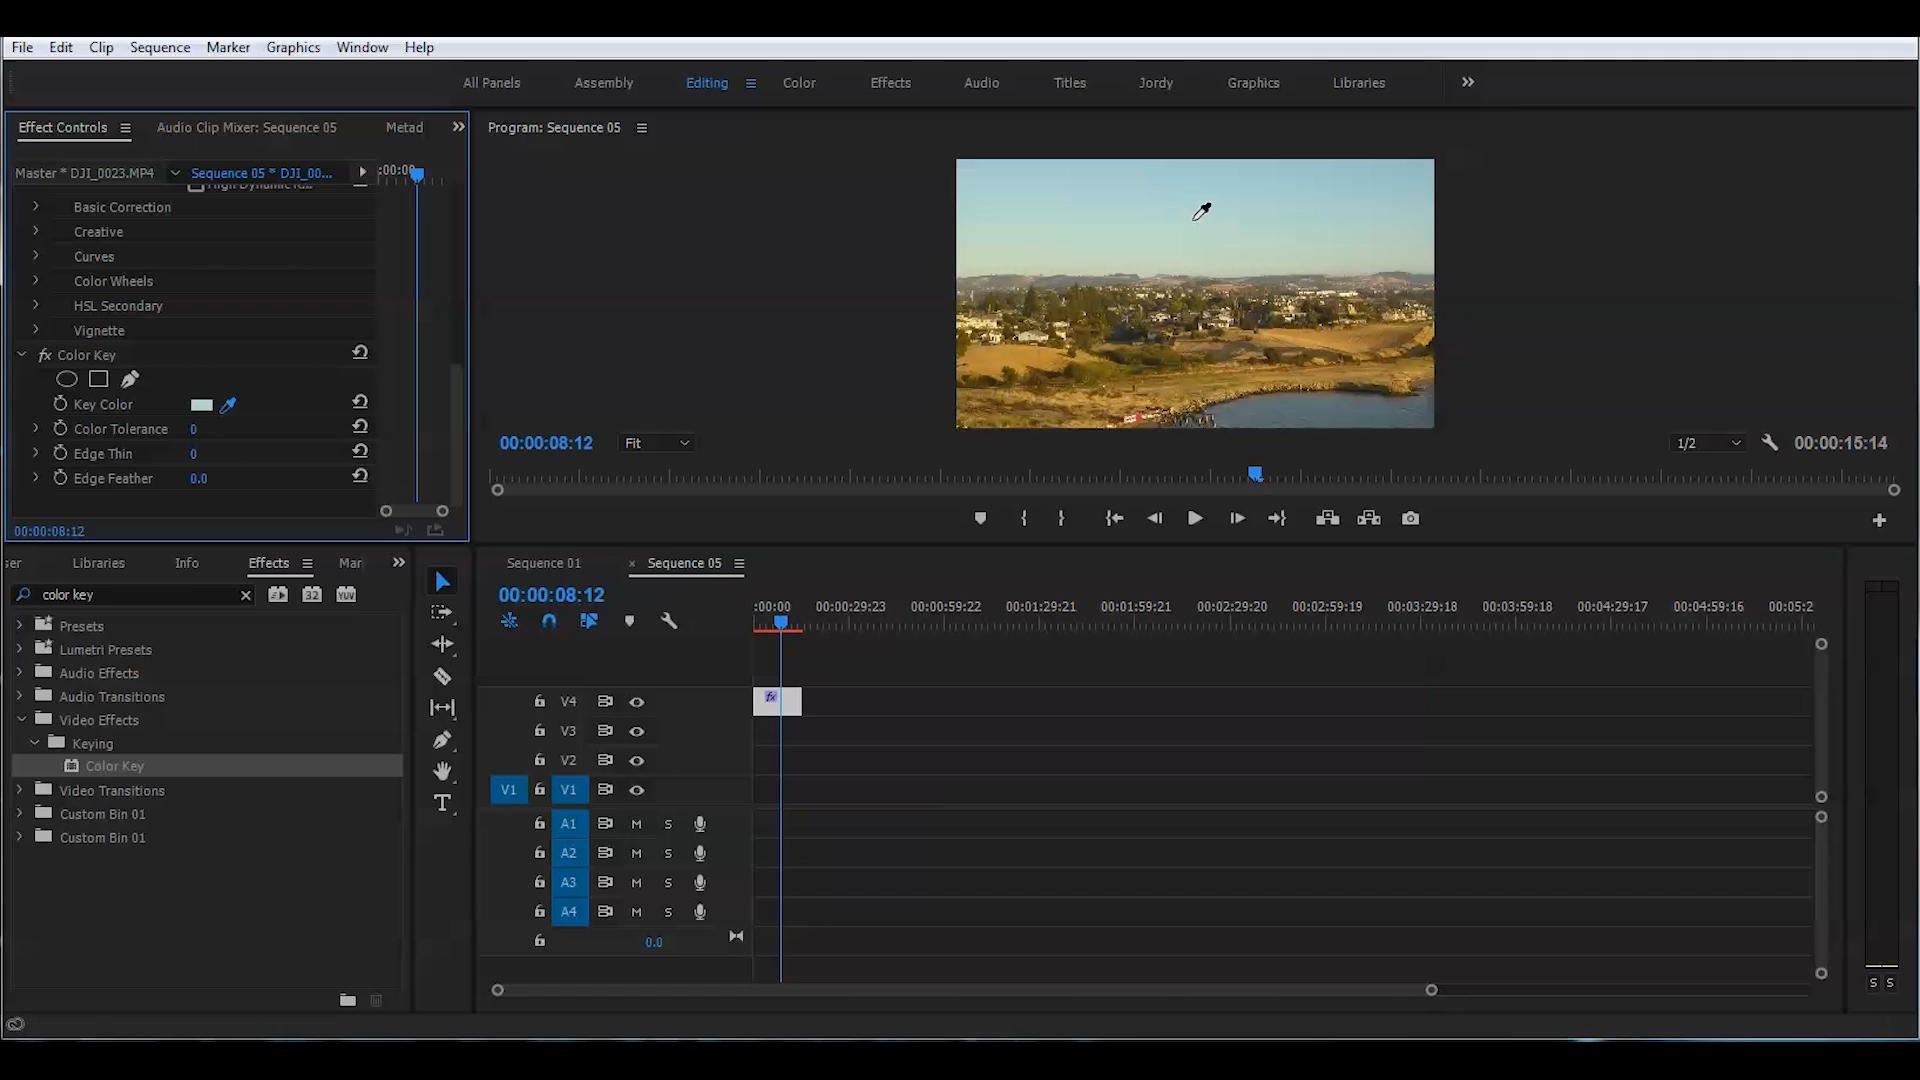 File Edit Clip Sequence Marker Graphics Window Help
All Panels Assembly Editing Color Effects Audio Titles Jordy Graphics Libraries
Effect Controls Audio Clip Mixer: Sequence 05 Metad
Program: Sequence 05
Master * DJI_0023.MP4 Sequence 05 * DJI_00... :00:00
High Dynamic R...
Basic Correction
Creative
Curves
Color Wheels
HSL Secondary
Vignette
fx Color Key
Key Color
Color Tolerance 0
Edge Thin 0
Edge Feather 0.0
00:00:08:12
00:00:08:12 Fit 1/2 00:00:15:14
ser Libraries Info Effects Mar
color key 32 YUV
Presets
Lumetri Presets
Audio Effects
Audio Transitions
Video Effects
Keying
Color Key
Video Transitions
Custom Bin 01
Custom Bin 01
T
Sequence 01 × Sequence 05
00:00:08:12
:00:00 00:00:29:23 00:00:59:22 00:01:29:21 00:01:59:21 00:02:29:20 00:02:59:19 00:03:29:18 00:03:59:18 00:04:29:17 00:04:59:16 00:05:2
V4 fx
V3
V2
V1 V1
A1 M S
A2 M S
A3 M S
A4 M S
0.0
S S